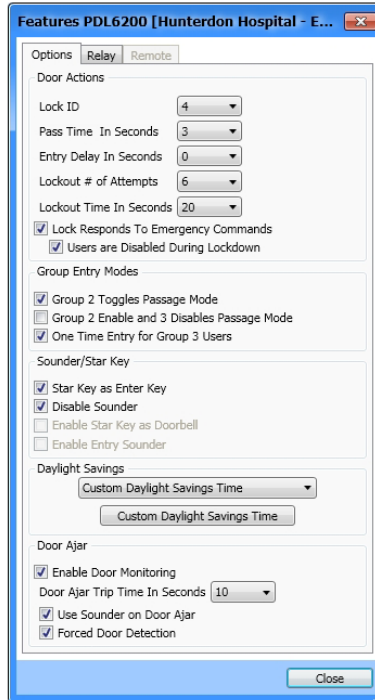 Features PDL6200 [Hunterdon Hospital - E...
Options Relay Remote
Door Actions
Lock ID 4
Pass Time In Seconds 3
Entry Delay In Seconds 0
Lockout # of Attempts 6
Lockout Time In Seconds 20
Lock Responds To Emergency Commands
Users are Disabled During Lockdown
Group Entry Modes
Group 2 Toggles Passage Mode
Group 2 Enable and 3 Disables Passage Mode
One Time Entry for Group 3 Users
Sounder/Star Key
Star Key as Enter Key
Disable Sounder
Enable Star Key as Doorbell
Enable Entry Sounder
Daylight Savings
Custom Daylight Savings Time
Custom Daylight Savings Time
Door Ajar
Enable Door Monitoring
Door Ajar Trip Time In Seconds 10
Use Sounder on Door Ajar
Forced Door Detection
Close